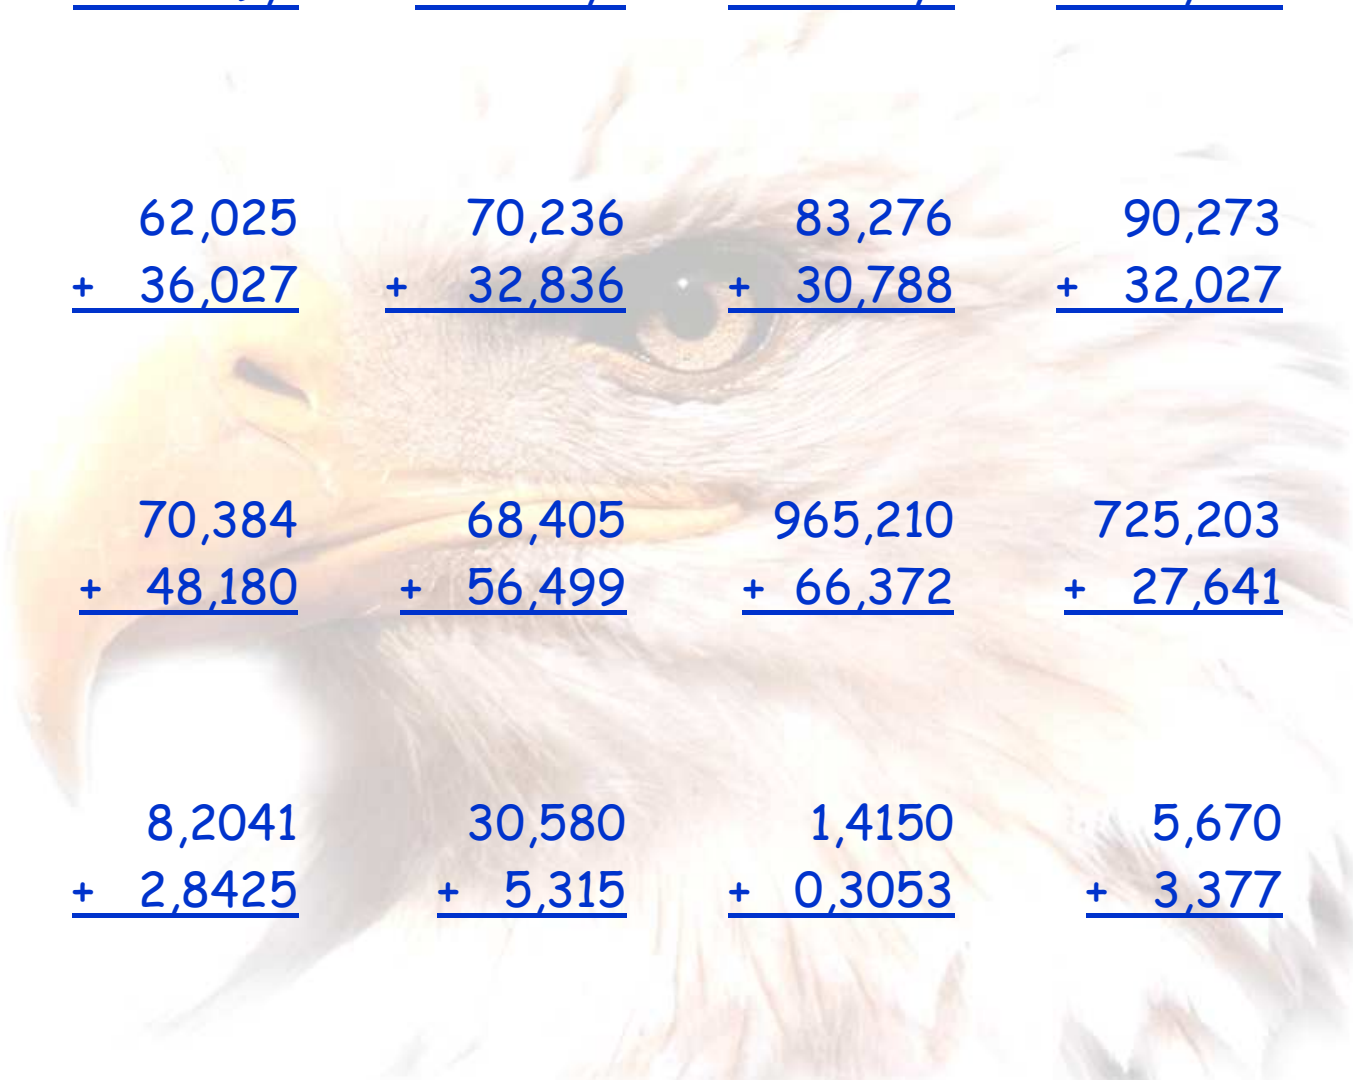 62,025 70,236 83,276 90,273
+ 36,027 + 32,836 + 30,788 + 32,027
70,384 68,405 965,210 725,203
+ 48,180 + 56,499 + 66,372 + 27,641
8,2041 30,580 1,4150 5,670
+ 2,8425 + 5,315 + 0,3053 + 3,377